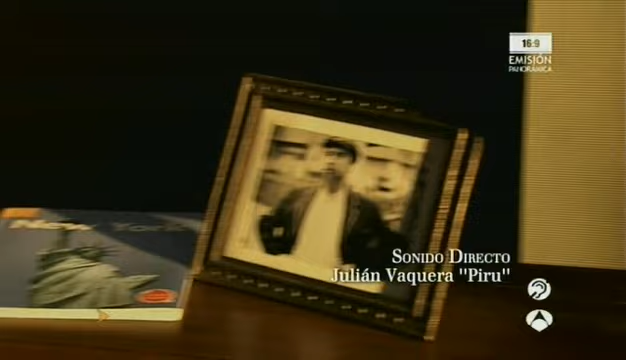 16:9
EMISIÓN
PANORÁMICA
New York
SONIDO DIRECTO
JULIÁN VAQUERA "PIRU"